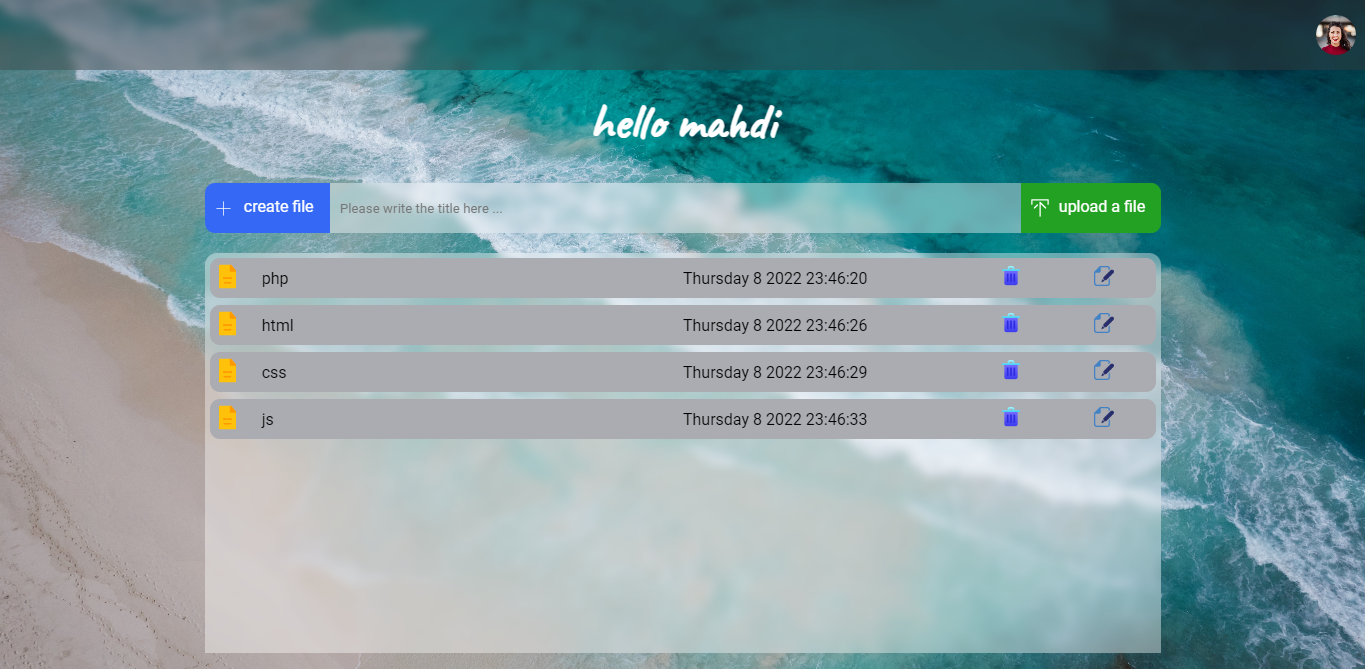 hello mahdi
create file Please write the title here ... upload a file
php Thursday 8 2022 23:46:20
html Thursday 8 2022 23:46:26
css Thursday 8 2022 23:46:29
js Thursday 8 2022 23:46:33